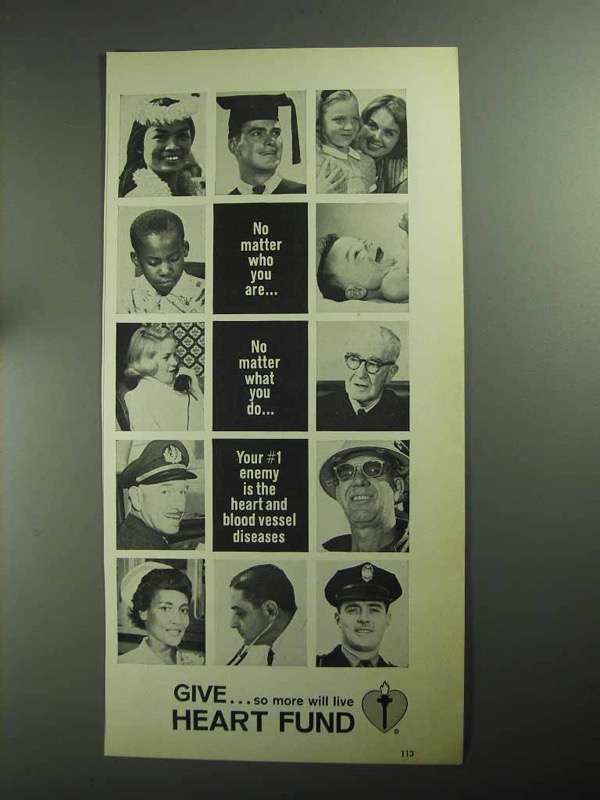 No
matter
who
you
are...
No
matter
what
you
do...
Your #1
enemy
is the
heart and
blood vessel
diseases
GIVE...so more will live
HEART FUND
®
113